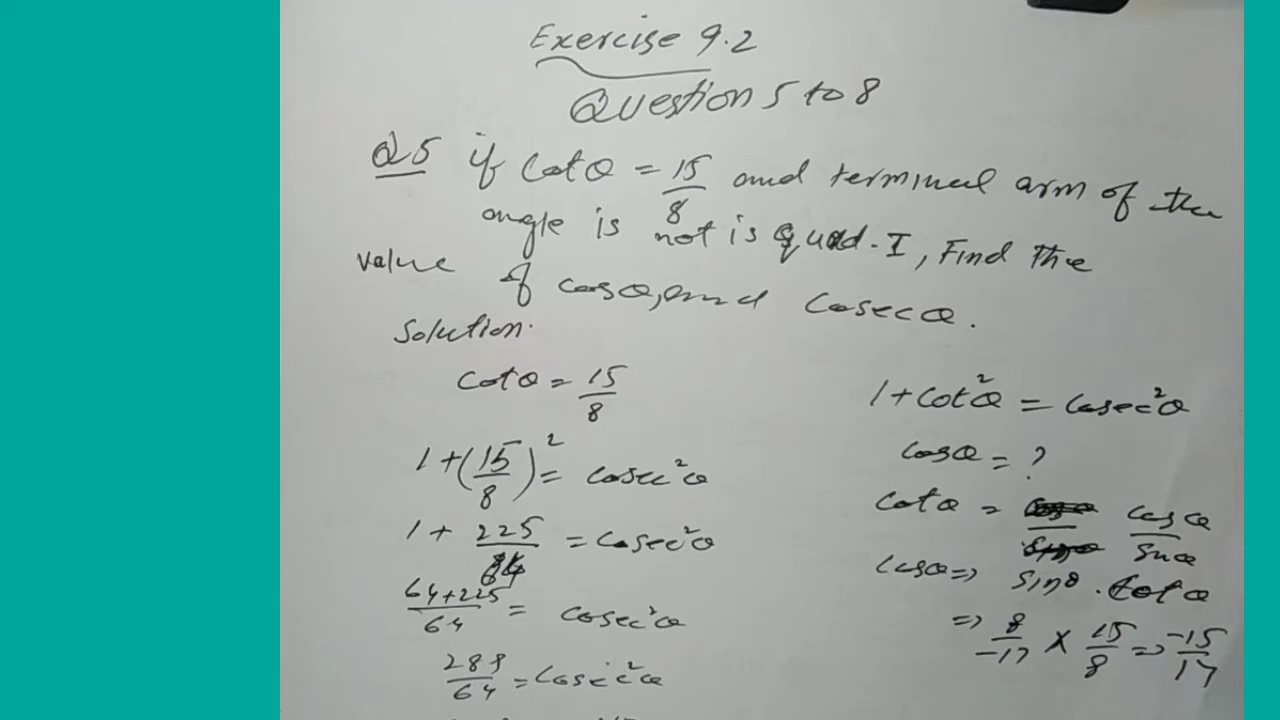 Exercise 9.2
Question 5 to 8
Q5 if Cotθ = 15/8 and terminal arm of the
angle is not is quad-I, Find the
value of cosθ, and Cosecθ.
Solution.
Cotθ = 15/8
1+(15/8)² = cosec²θ
1 + 225/64 = Cosec²θ
64+225/64 = cosec²θ
289/64 = Cosec²θ
1+Cot²θ = Cosec²θ
Cosθ = ?
Cotθ = Cosθ/Sinθ
Cosθ => Sinθ . Cotθ
=> 8/-17 × 15/8 => -15/17